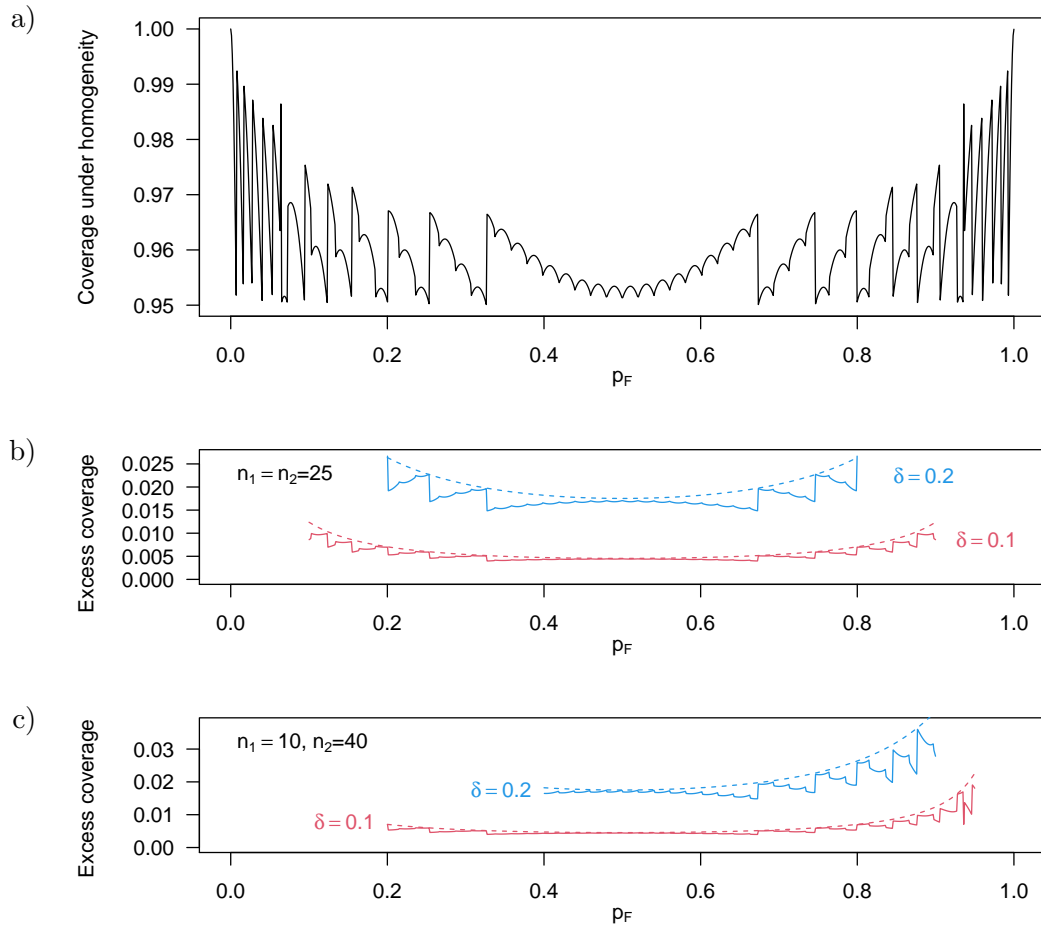 a)
Coverage under homogeneity
1.00
0.99
0.98
0.97
0.96
0.95
0.0 0.2 0.4 0.6 0.8 1.0
p_F
b)
Excess coverage
0.025
0.020
0.015
0.010
0.005
0.000
n₁ = n₂=25
δ = 0.2
δ = 0.1
0.0 0.2 0.4 0.6 0.8 1.0
p_F
c)
Excess coverage
0.03
0.02
0.01
0.00
n₁ = 10, n₂=40
δ = 0.2
δ = 0.1
0.0 0.2 0.4 0.6 0.8 1.0
p_F